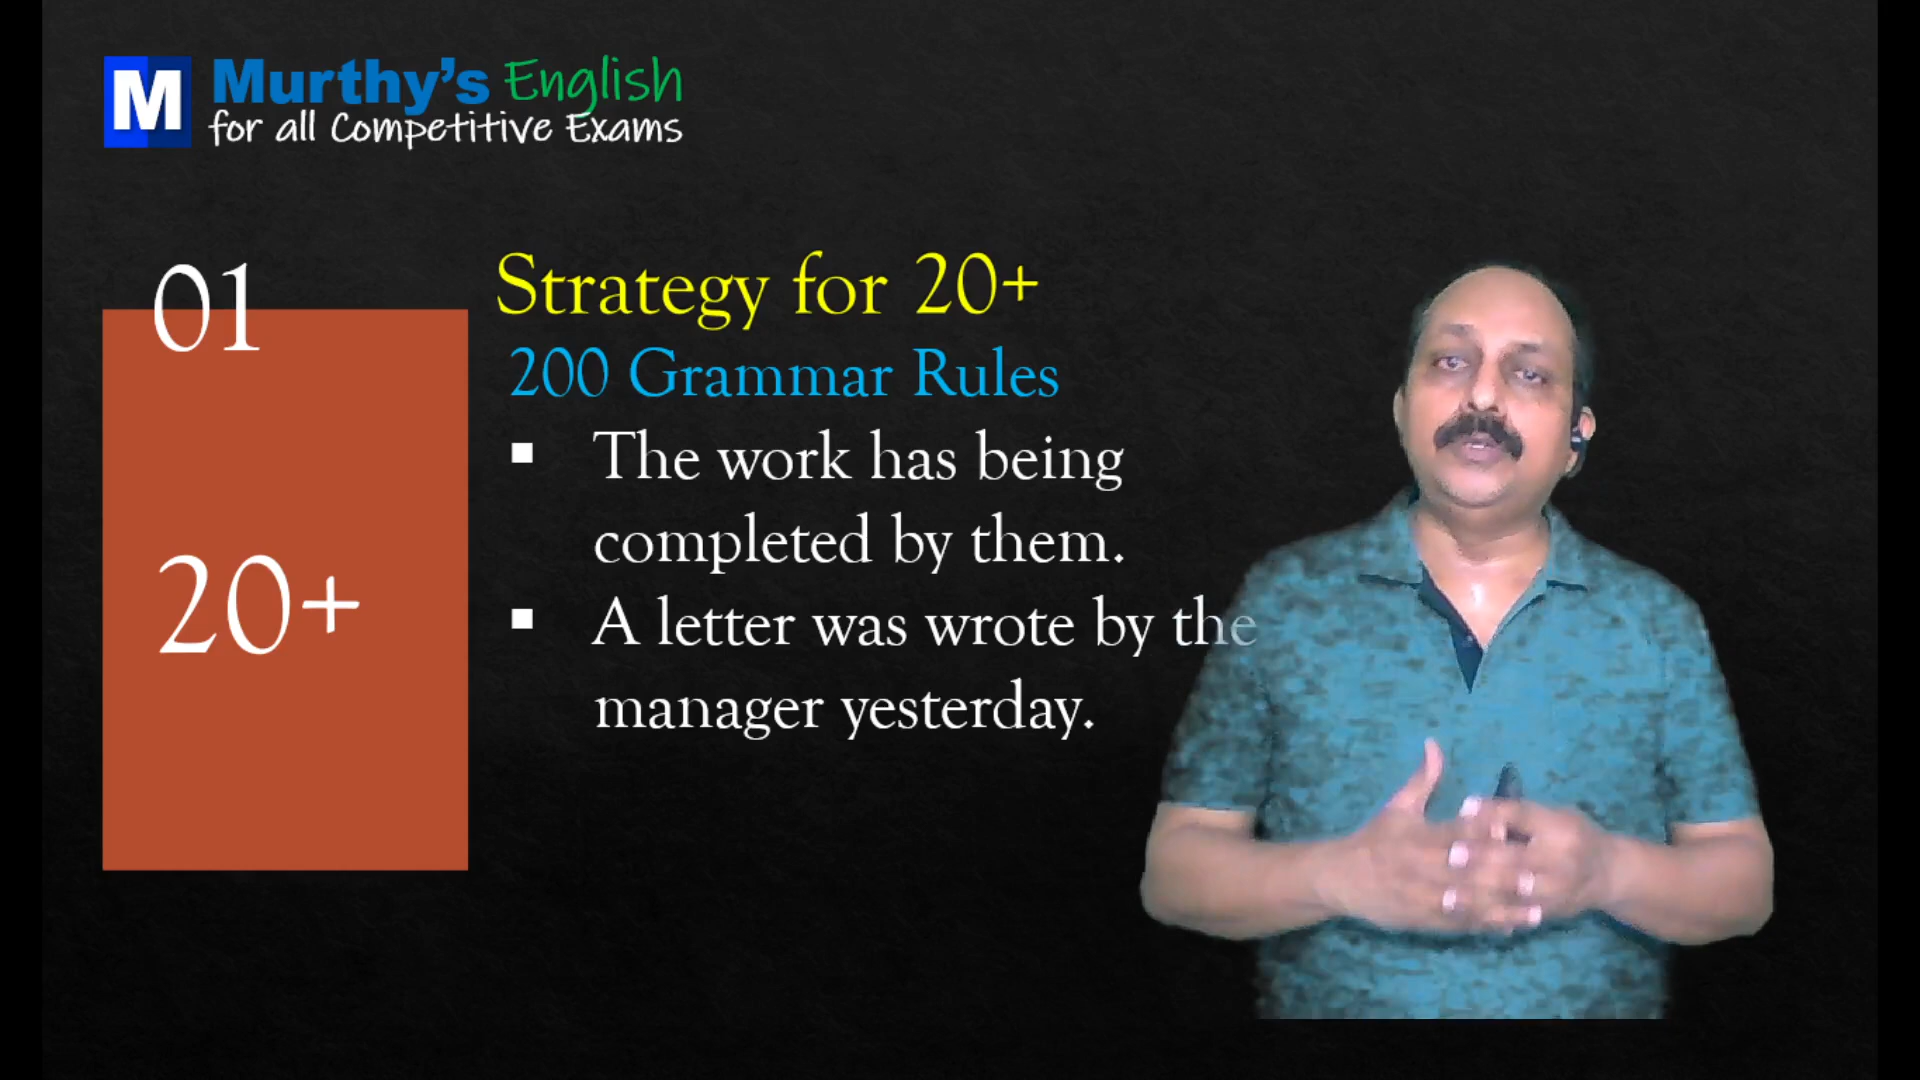 M Murthy's English
for all Competitive Exams
01
20+
Strategy for 20+
200 Grammar Rules
▪ The work has being
completed by them.
▪ A letter was wrote by the
manager yesterday.